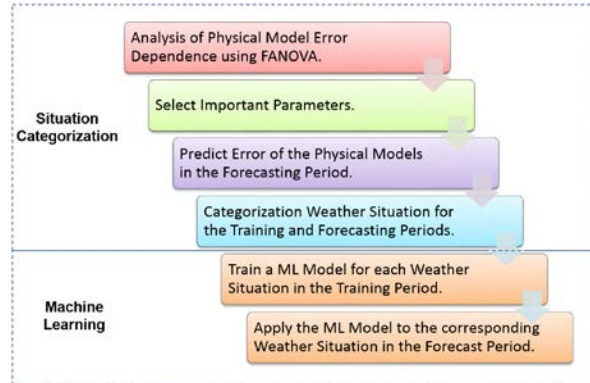 Analysis of Physical Model Error
Dependence using FANOVA.
Select Important Parameters.
Situation
Categorization
Predict Error of the Physical Models
in the Forecasting Period.
Categorization Weather Situation for
the Training and Forecasting Periods.
Train a ML Model for each Weather
Situation in the Training Period.
Machine
Learning
Apply the ML Model to the corresponding
Weather Situation in the Forecast Period.